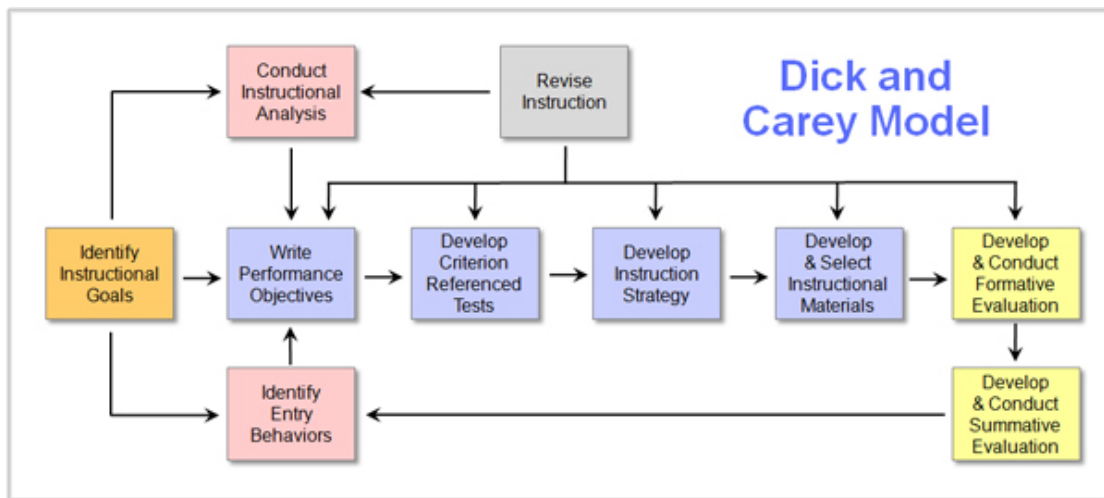 Conduct
Instructional
Analysis
Revise
Instruction
Dick and
Carey Model
Identify
Instructional
Goals
Write
Performance
Objectives
Develop
Criterion
Referenced
Tests
Develop
Instruction
Strategy
Develop
& Select
Instructional
Materials
Develop
& Conduct
Formative
Evaluation
Identify
Entry
Behaviors
Develop
& Conduct
Summative
Evaluation